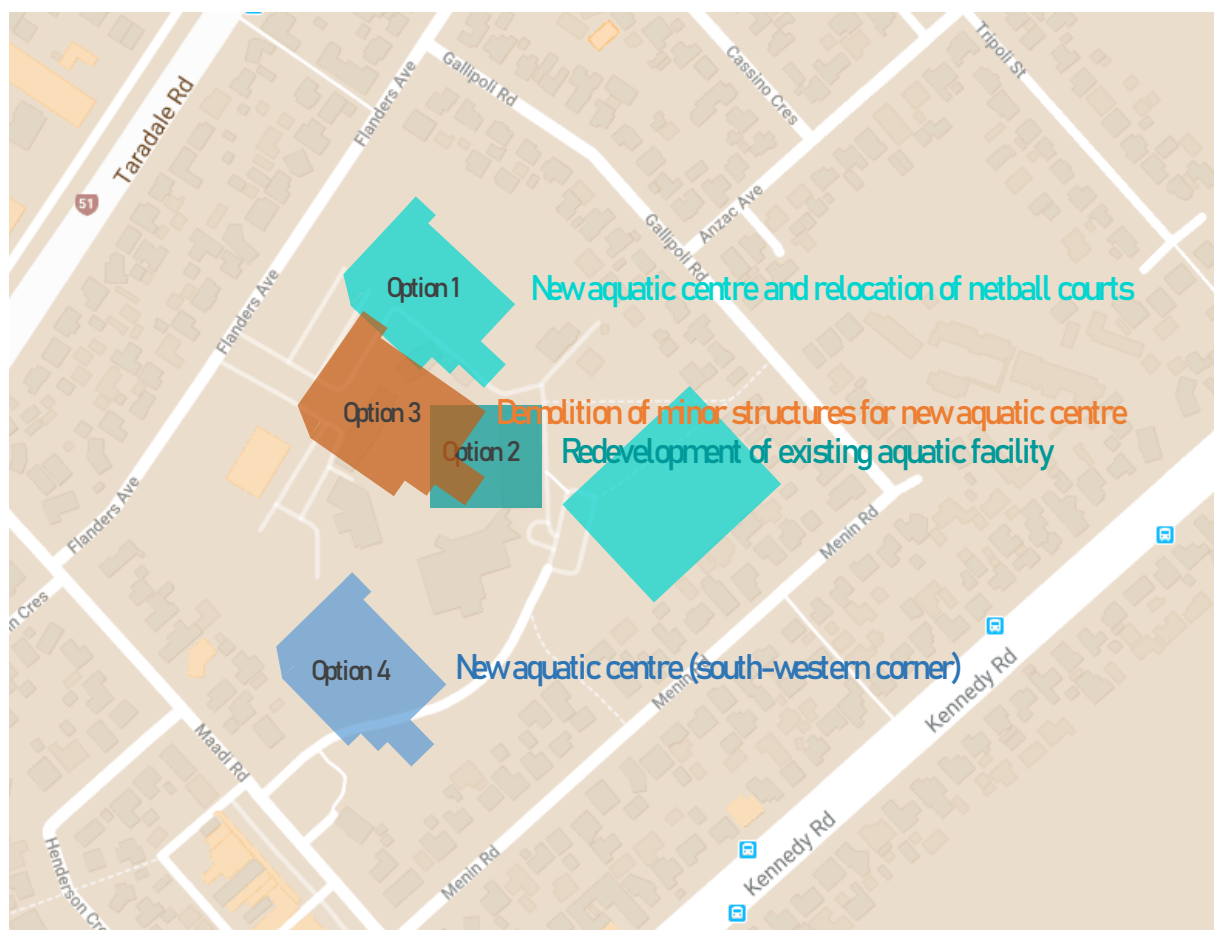 Taradale Rd
51
Flanders Ave
Gallipoli Rd
Cassino Cres
Tripoli St
Anzac Ave
Gallipoli Rd
Flanders Ave
Option 1
New aquatic centre and relocation of netball courts
Option 3
Demolition of minor structures for new aquatic centre
Option 2
Redevelopment of existing aquatic facility
Flanders Ave
Menin Rd
Option 4
New aquatic centre (south-western corner)
Menin Rd
Kennedy Rd
Maadi Rd
Cres
Kennedy Rd
Menin Rd
Henderson Cre